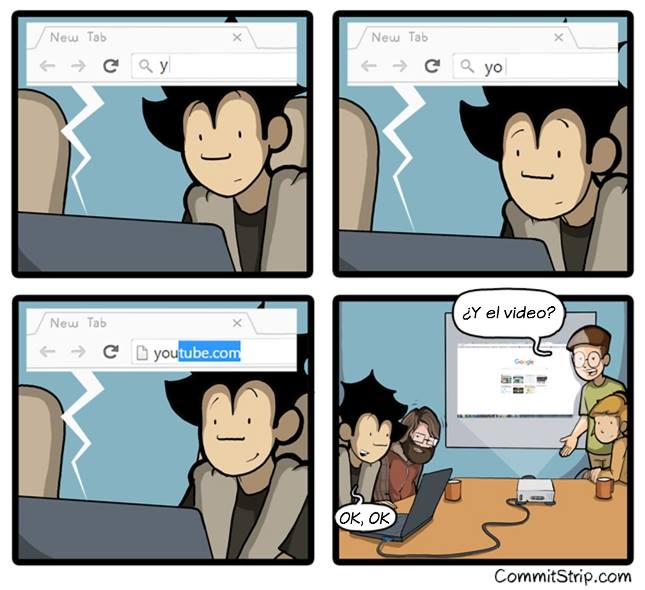 New Tab
y
New Tab
yo
New Tab
youtube.com
¿Y el video?
Google
OK, OK
CommitStrip.com